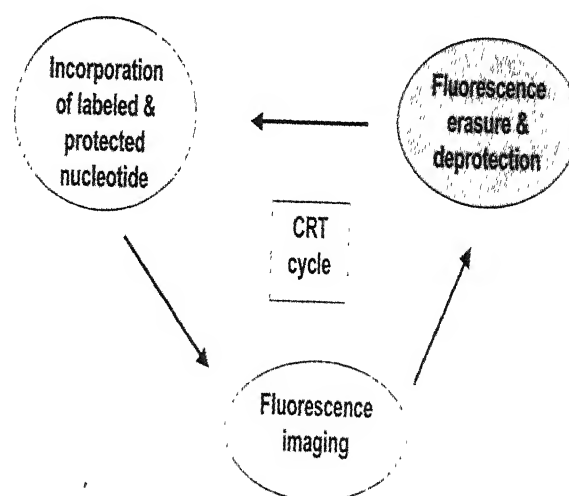 Incorporation
of labeled &
protected
nucleotide
Fluorescence
erasure &
deprotection
CRT
cycle
Fluorescence
imaging